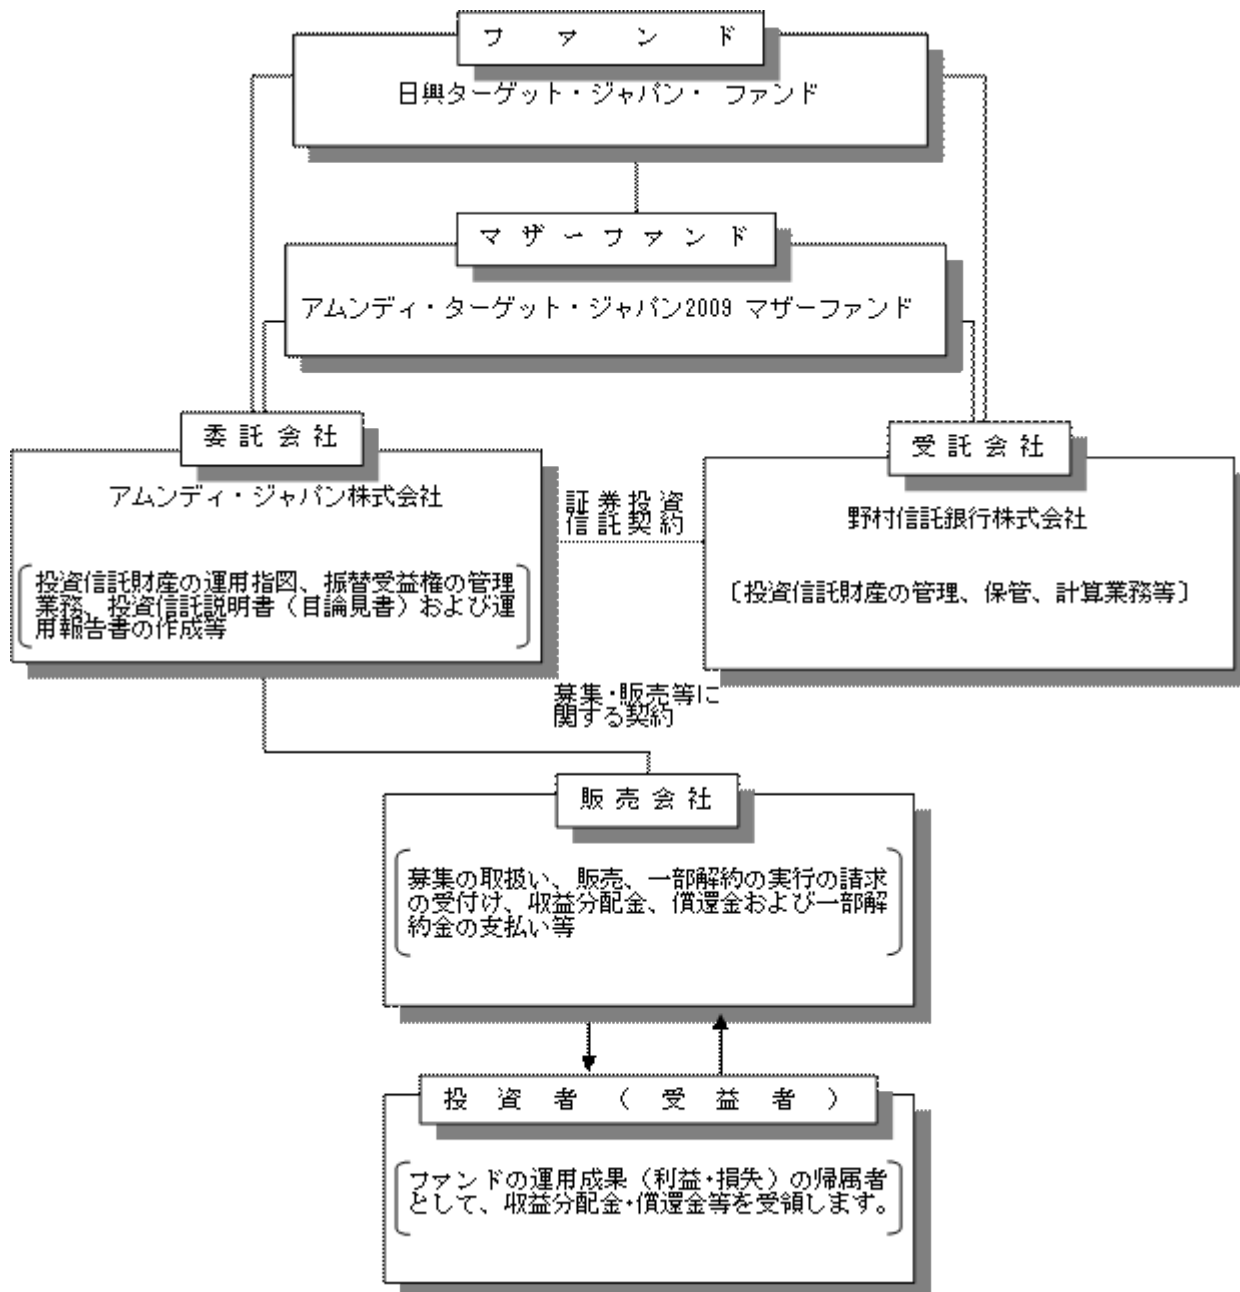 ファンド
日興ターゲット・ジャパン・ ファンド
マザーファンド
アムンディ・ターゲット・ジャパン2009 マザーファンド
委託会社
アムンディ・ジャパン株式会社
投資信託財産の運用指図、振替受益権の管理
業務、投資信託説明書（目論見書）および運
用報告書の作成等
証券投資
信託契約
受託会社
野村信託銀行株式会社
〔投資信託財産の管理、保管、計算業務等〕
募集・販売等に
関する契約
販売会社
募集の取扱い、販売、一部解約の実行の請求
の受付け、収益分配金、償還金および一部解
約金の支払い等
投資者（受益者）
ファンドの運用成果（利益・損失）の帰属者
として、収益分配金・償還金等を受領します。